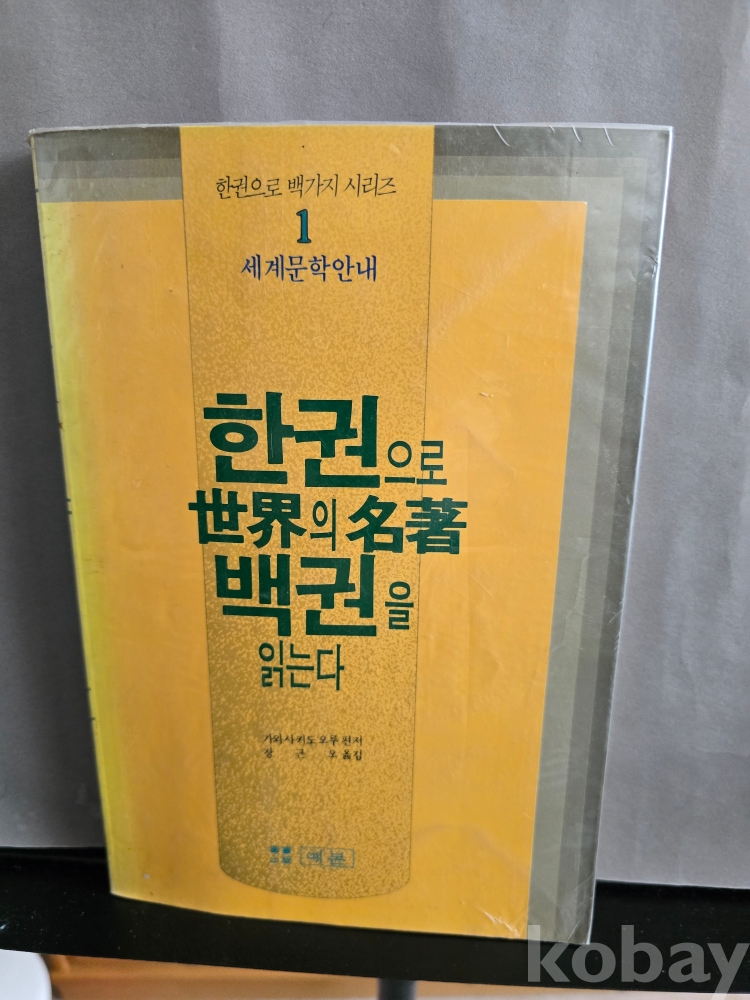 한권으로 백가지 시리즈
1
세계문학안내
한권으로
世界의 名著
백권을
읽는다
가와사키도오루 편저
장 근 오 옮김
예문
kobay